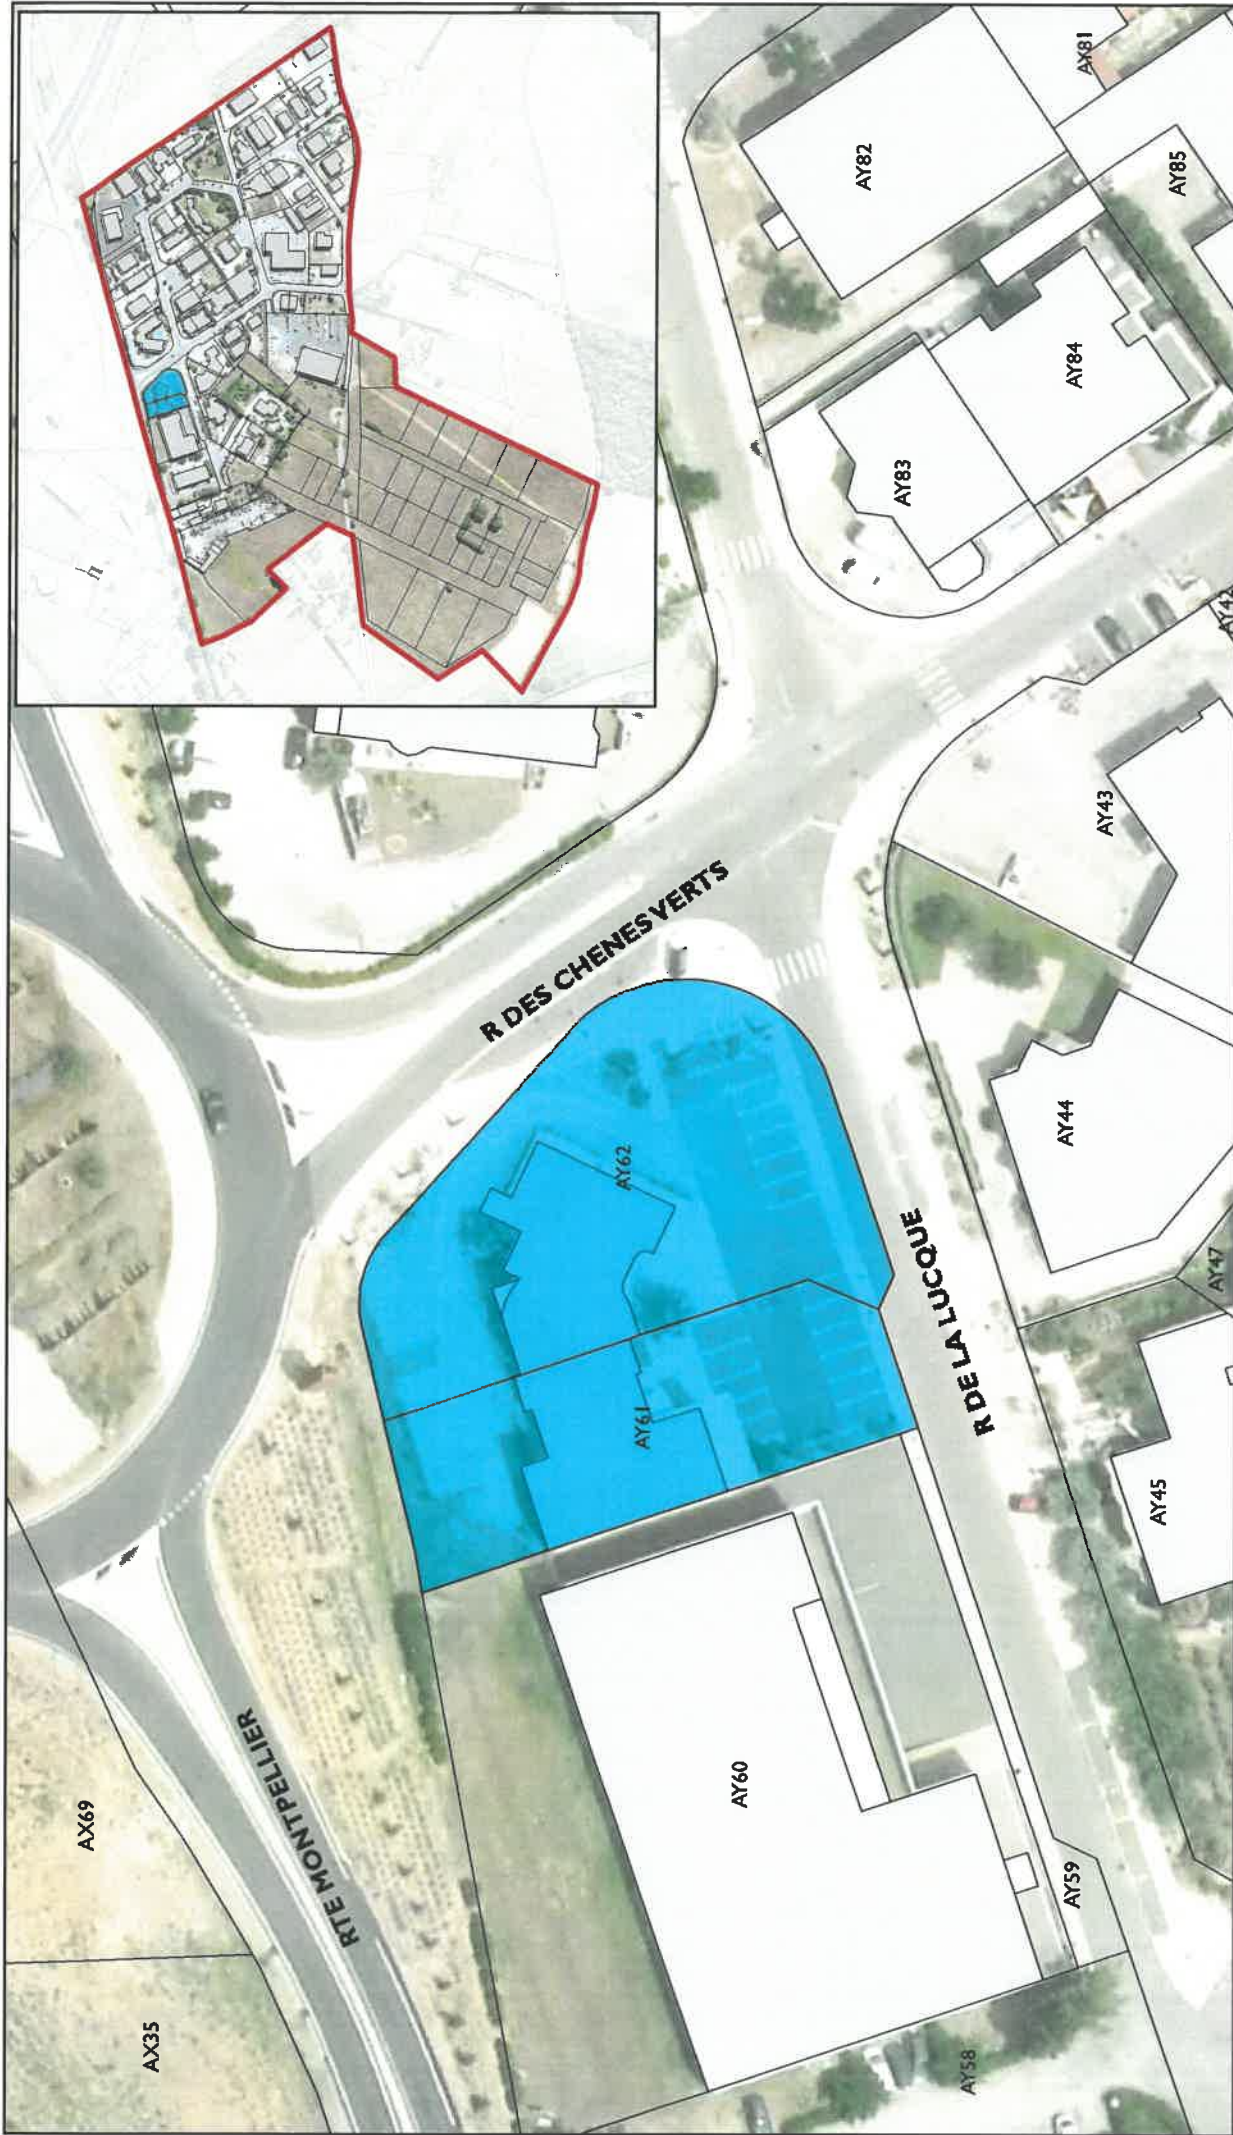 AX81
AY82
AY85
AY84
AY83
AY42
AY43
R DES CHENES VERTS
AY62
AY44
AY47
R DE LA LUCQUE
AY61
AY45
RTE MONTPELLIER
AX69
AY60
AY59
AX35
AY58